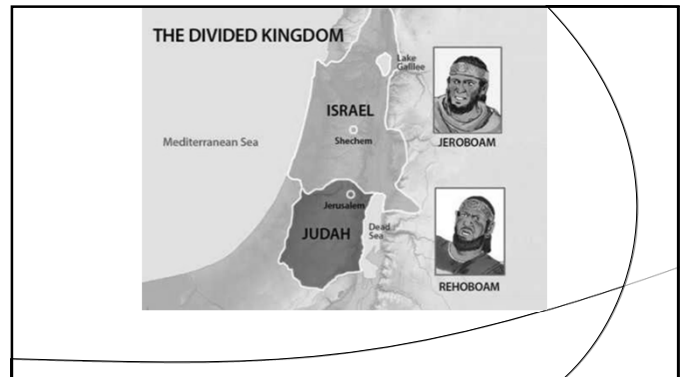 THE DIVIDED KINGDOM
Lake
Galilee
ISRAEL
Mediterranean Sea
Shechem
JEROBOAM
Jerusalem
JUDAH
Dead
Sea
REHOBOAM